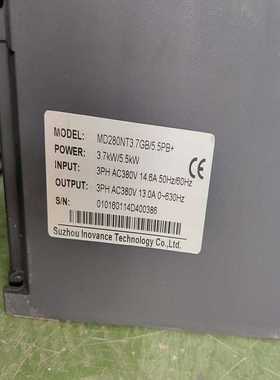 MODEL: MD280NT3.7GB/5.5PB+
POWER: 3.7kW/5.5kW
INPUT: 3PH AC380V 14.6A 50Hz/60Hz
OUTPUT: 3PH AC380V 13.0A 0~630Hz
S/N: 010160114D400386
Suzhou Inovance Technology Co.,Ltd.
CE